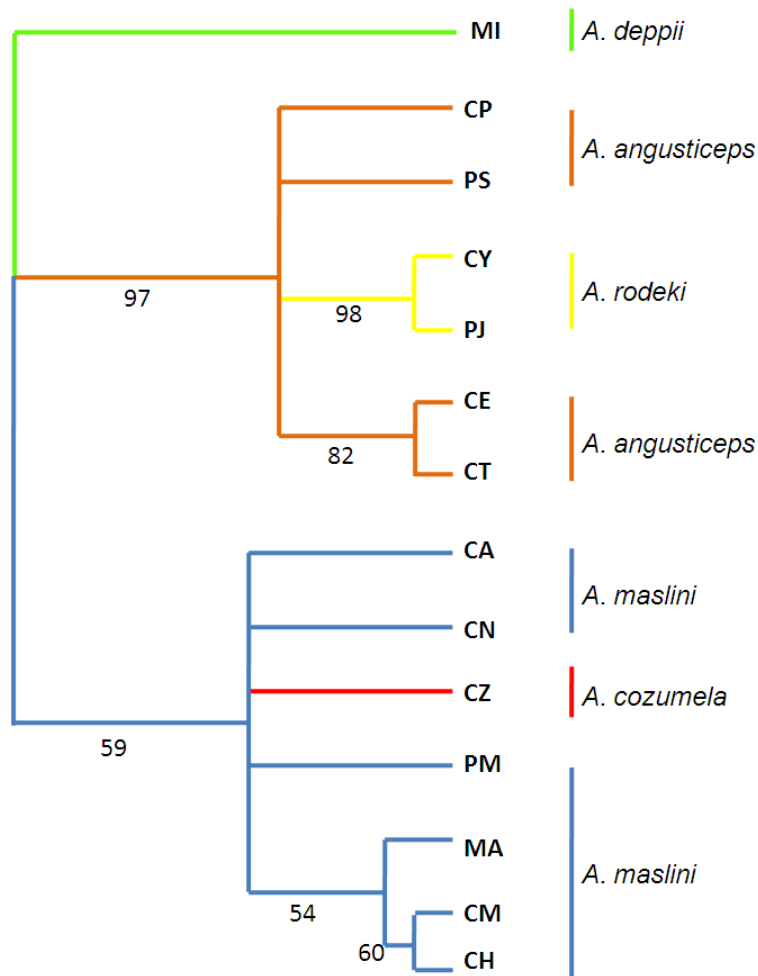 MI A. deppii
CP
A. angusticeps
PS
CY
97 98 A. rodeki
PJ
CE
82 A. angusticeps
CT
CA
A. maslini
CN
CZ A. cozumela
59
PM
MA
A. maslini
54 CM
60
CH